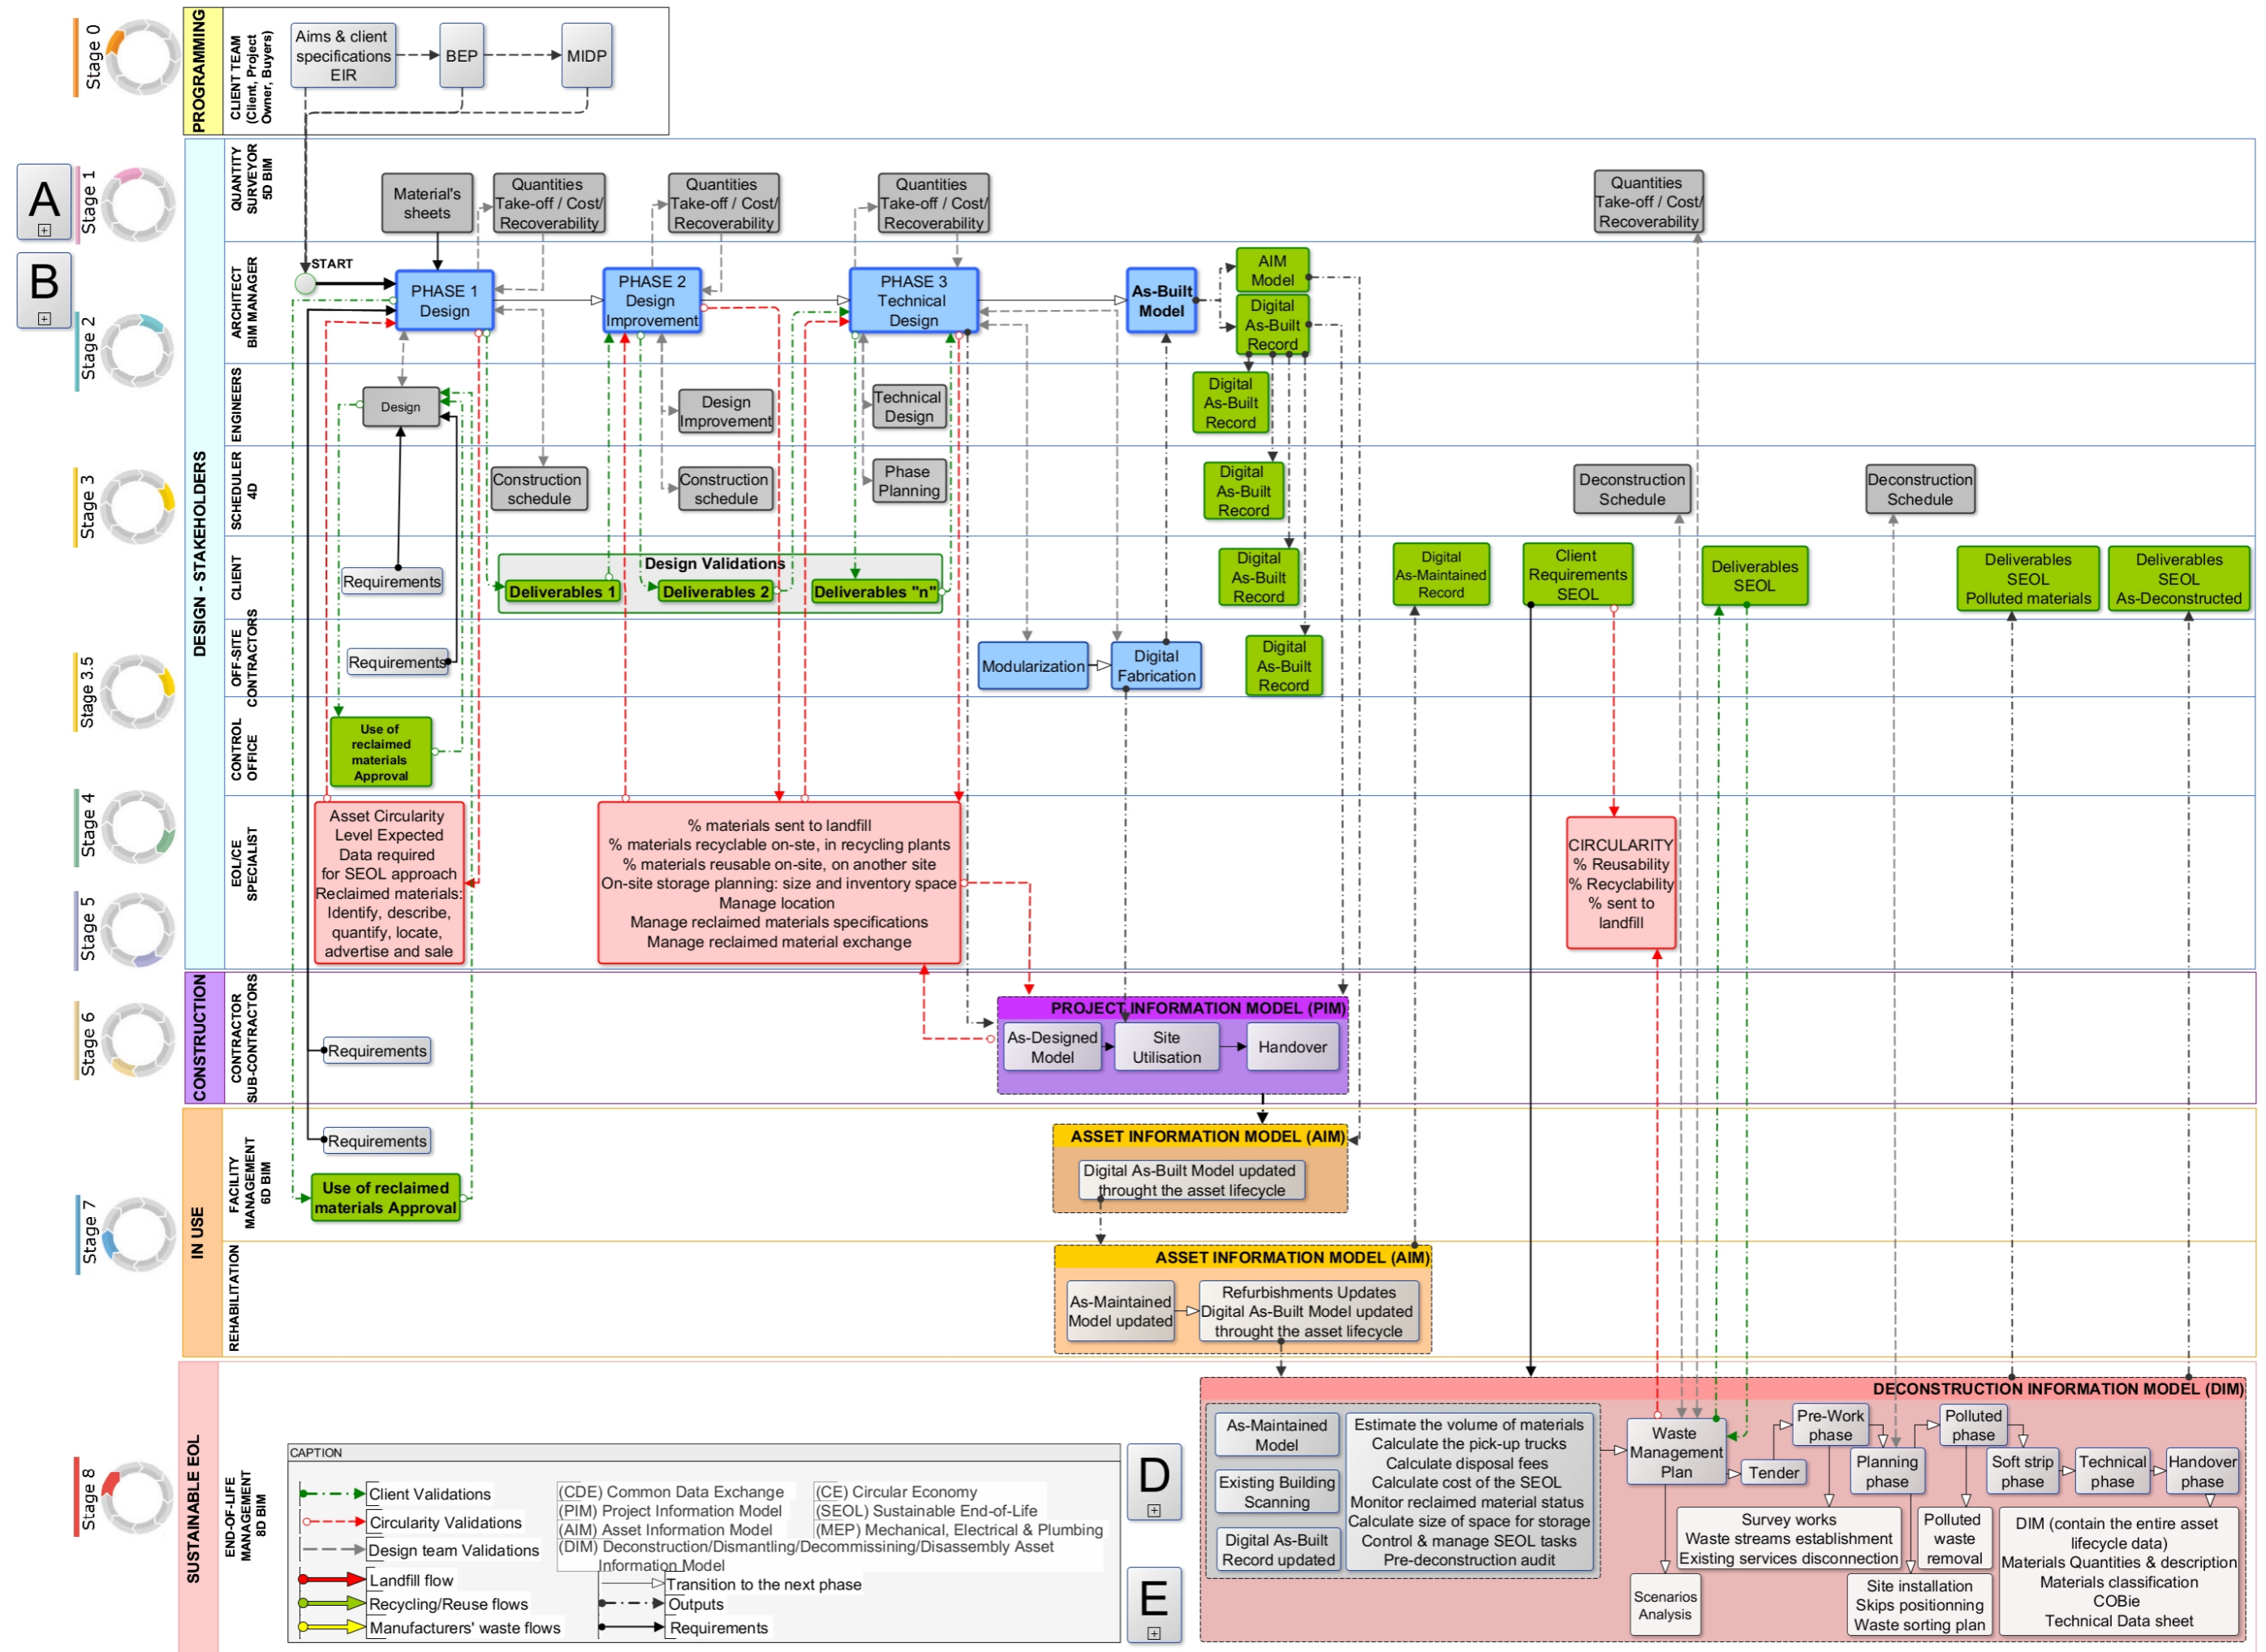 Stage 0
PROGRAMMING
CLIENT TEAM
(Client, Project
Owner, Buyers)
Aims & client
specifications
EIR
BEP
MIDP
A
B
Stage 1
Stage 2
Stage 3
Stage 3.5
Stage 4
Stage 5
Stage 6
Stage 7
Stage 8
DESIGN - STAKEHOLDERS
QUANTITY
SURVEYOR
5D BIM
Material's
sheets
Quantities
Take-off / Cost/
Recoverability
Quantities
Take-off / Cost/
Recoverability
Quantities
Take-off / Cost/
Recoverability
Quantities
Take-off / Cost/
Recoverability
ARCHITECT
BIM MANAGER
START
PHASE 1
Design
PHASE 2
Design
Improvement
PHASE 3
Technical
Design
As-Built
Model
AIM
Model
Digital
As-Built
Record
ENGINEERS
Design
Design
Improvement
Technical
Design
Digital
As-Built
Record
SCHEDULER
4D
Construction
schedule
Construction
schedule
Phase
Planning
Digital
As-Built
Record
Deconstruction
Schedule
Deconstruction
Schedule
CLIENT
Requirements
Design Validations
Deliverables 1
Deliverables 2
Deliverables "n"
Digital
As-Built
Record
Digital
As-Maintained
Record
Client
Requirements
SEOL
Deliverables
SEOL
Deliverables
SEOL
Polluted materials
Deliverables
SEOL
As-Deconstructed
OFF-SITE
CONTRACTORS
Requirements
Modularization
Digital
Fabrication
Digital
As-Built
Record
CONTROL
OFFICE
Use of
reclaimed
materials
Approval
EOL/CE
SPECIALIST
Asset Circularity
Level Expected
Data required
for SEOL approach
Reclaimed materials:
Identify, describe,
quantify, locate,
advertise and sale
% materials sent to landfill
% materials recyclable on-ste, in recycling plants
% materials reusable on-site, on another site
On-site storage planning: size and inventory space
Manage location
Manage reclaimed materials specifications
Manage reclaimed material exchange
CIRCULARITY
% Reusability
% Recyclability
% sent to
landfill
CONSTRUCTION
CONTRACTOR
SUB-CONTRACTORS
Requirements
PROJECT INFORMATION MODEL (PIM)
As-Designed
Model
Site
Utilisation
Handover
IN USE
FACILITY
MANAGEMENT
6D BIM
Requirements
Use of reclaimed
materials Approval
ASSET INFORMATION MODEL (AIM)
Digital As-Built Model updated
throught the asset lifecycle
REHABILITATION
ASSET INFORMATION MODEL (AIM)
As-Maintained
Model updated
Refurbishments Updates
Digital As-Built Model updated
throught the asset lifecycle
SUSTAINABLE EOL
END-OF-LIFE
MANAGEMENT
8D BIM
CAPTION
Client Validations
Circularity Validations
Design team Validations
Landfill flow
Recycling/Reuse flows
Manufacturers' waste flows
(CDE) Common Data Exchange
(PIM) Project Information Model
(AIM) Asset Information Model
(DIM) Deconstruction/Dismantling/Decommissining/Disassembly Asset
Information Model
(CE) Circular Economy
(SEOL) Sustainable End-of-Life
(MEP) Mechanical, Electrical & Plumbing
Transition to the next phase
Outputs
Requirements
D
E
DECONSTRUCTION INFORMATION MODEL (DIM)
As-Maintained
Model
Existing Building
Scanning
Digital As-Built
Record updated
Estimate the volume of materials
Calculate the pick-up trucks
Calculate disposal fees
Calculate cost of the SEOL
Monitor reclaimed material status
Calculate size of space for storage
Control & manage SEOL tasks
Pre-deconstruction audit
Waste
Management
Plan
Tender
Pre-Work
phase
Planning
phase
Polluted
phase
Soft strip
phase
Technical
phase
Handover
phase
Scenarios
Analysis
Survey works
Waste streams establishment
Existing services disconnection
Polluted
waste
removal
Site installation
Skips positionning
Waste sorting plan
DIM (contain the entire asset
lifecycle data)
Materials Quantities & description
Materials classification
COBie
Technical Data sheet